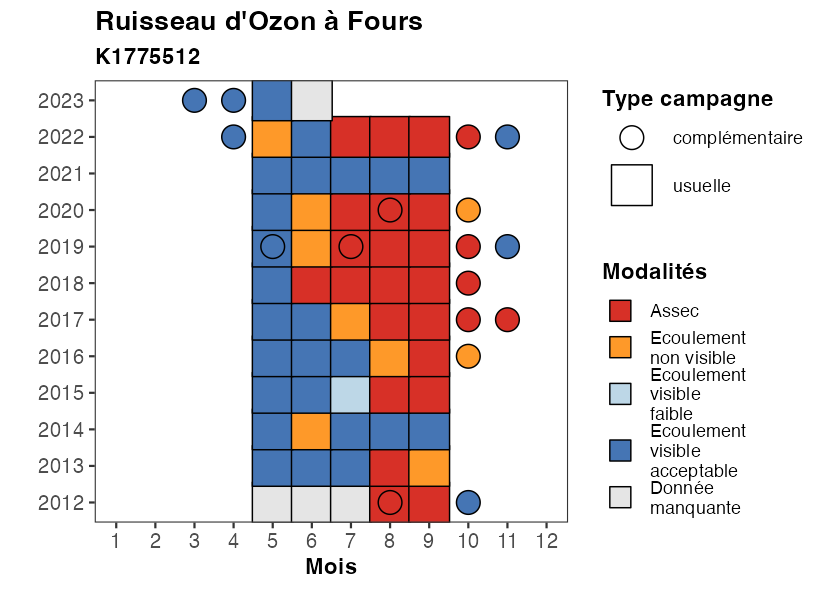 Ruisseau d'Ozon à Fours
K1775512
2023
2022
2021
2020
2019
2018
2017
2016
2015
2014
2013
2012
1 2 3 4 5 6 7 8 9 10 11 12
Mois
Type campagne
complémentaire
usuelle
Modalités
Assec
Ecoulement
non visible
Ecoulement
visible
faible
Ecoulement
visible
acceptable
Donnée
manquante